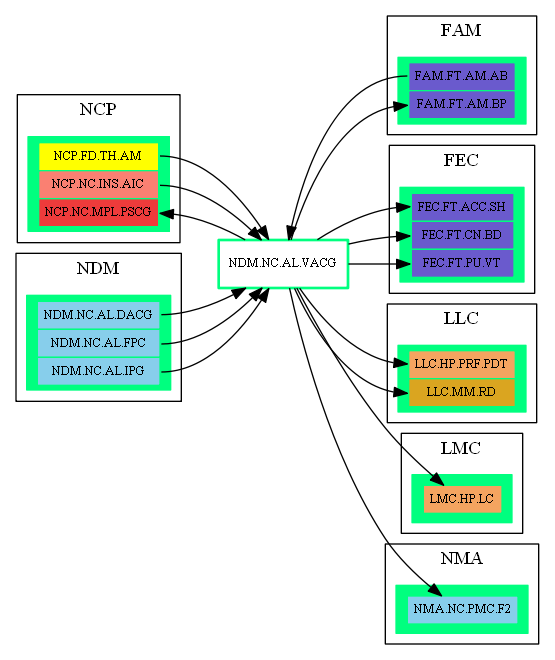 NCP
NCP.FD.TH.AM
NCP.NC.INS.AIC
NCP.NC.MPL.PSCG
NDM
NDM.NC.AL.DACG
NDM.NC.AL.FPC
NDM.NC.AL.IPG
NDM.NC.AL.VACG
FAM
FAM.FT.AM.AB
FAM.FT.AM.BP
FEC
FEC.FT.ACC.SH
FEC.FT.CN.BD
FEC.FT.PU.VT
LLC
LLC.HP.PRF.PDT
LLC.MM.RD
LMC
LMC.HP.LC
NMA
NMA.NC.PMC.F2